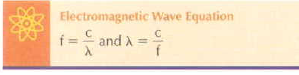 Electromagnetic Wave Equation
f = c/λ and λ = c/f